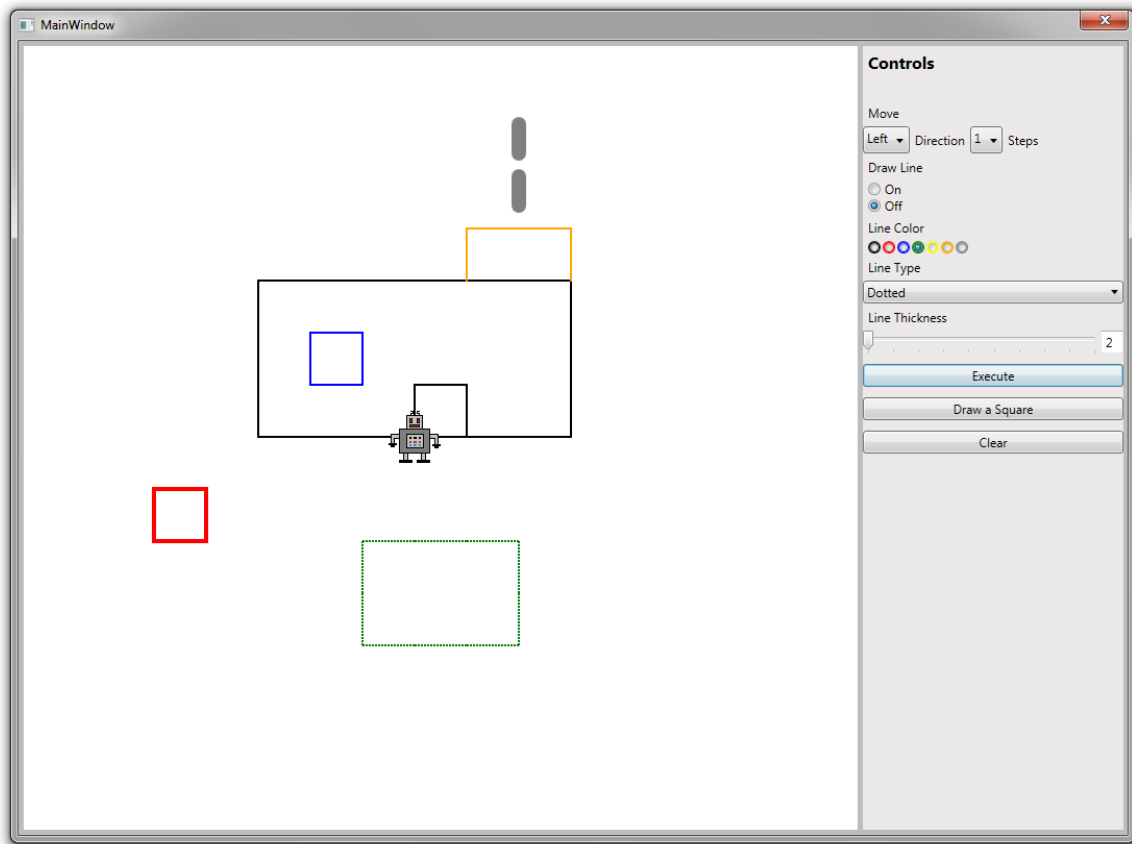 MainWindow
Controls
Move
Left Direction 1 Steps
Draw Line
On
Off
Line Color
Line Type
Dotted
Line Thickness
2
Execute
Draw a Square
Clear